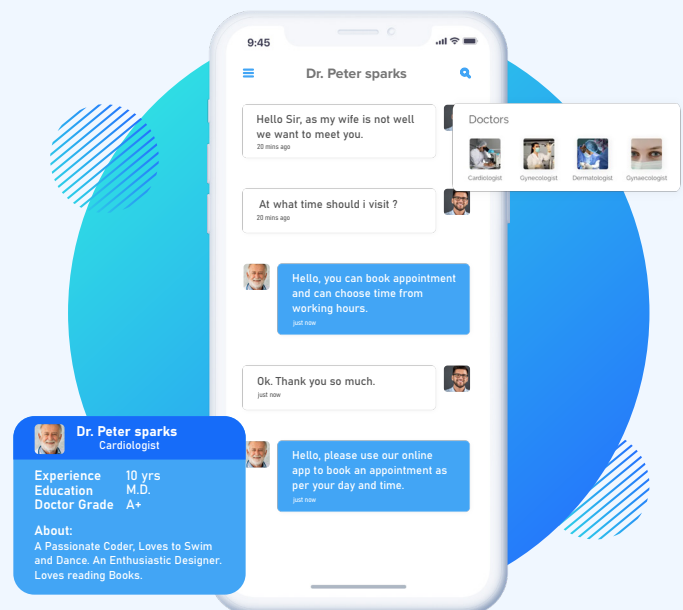 9:45
Dr. Peter sparks
Hello Sir, as my wife is not well
we want to meet you.
20 mins ago
Doctors
Cardiologist
Gynecologist
Dermatologist
Gynaecologist
At what time should i visit ?
20 mins ago
Hello, you can book appointment
and can choose time from
working hours.
just now
Ok. Thank you so much.
just now
Hello, please use our online
app to book an appointment as
per your day and time.
just now
Dr. Peter sparks
Cardiologist
Experience 10 yrs
Education M.D.
Doctor Grade A+
About:
A Passionate Coder, Loves to Swim
and Dance. An Enthusiastic Designer.
Loves reading Books.